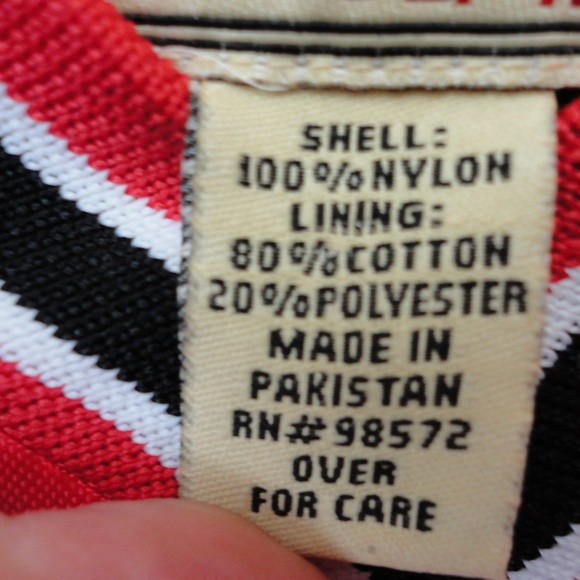 SHELL:
100%NYLON
LINING:
80%COTTON
20%POLYESTER
MADE IN
PAKISTAN
RN#98572
OVER
FOR CARE